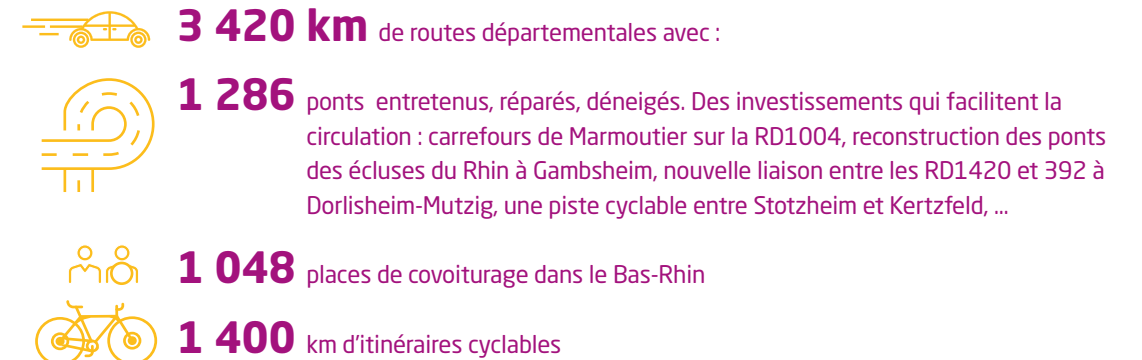 3 420 km de routes départementales avec :
1 286 ponts entretenus, réparés, déneigés. Des investissements qui facilitent la
circulation : carrefours de Marmoutier sur la RD1004, reconstruction des ponts
des écluses du Rhin à Gambsheim, nouvelle liaison entre les RD1420 et 392 à
Dorlisheim-Mutzig, une piste cyclable entre Stotzheim et Kertzfeld, ...
1 048 places de covoiturage dans le Bas-Rhin
1 400 km d'itinéraires cyclables